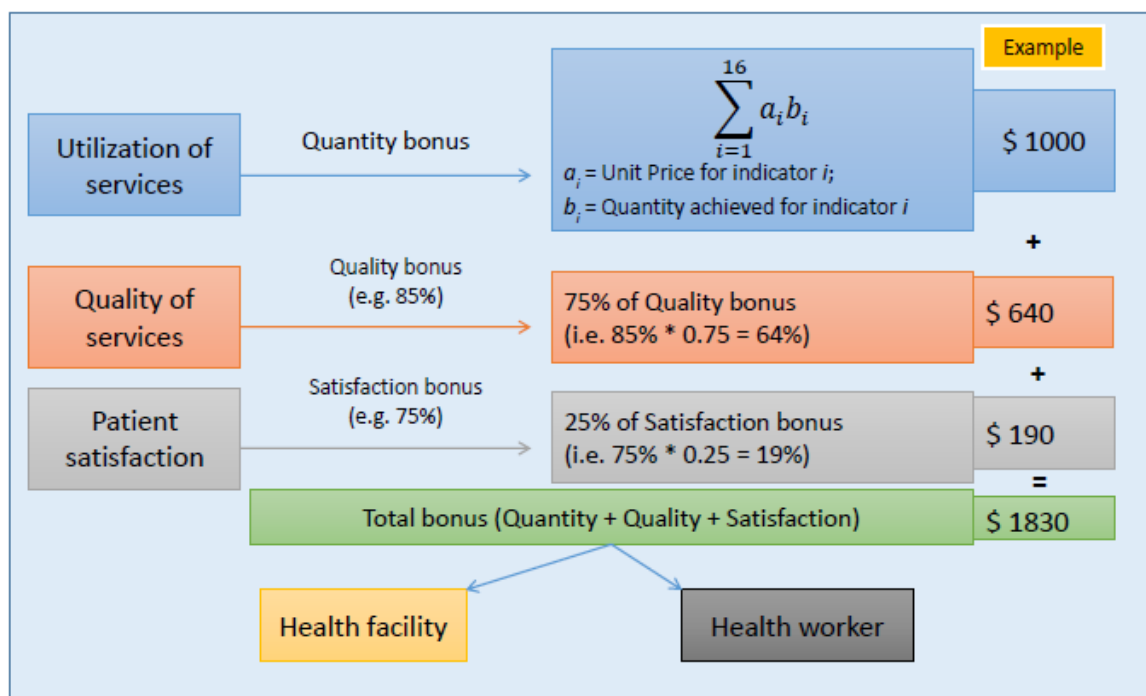 Example
Utilization of
services
Quantity bonus
16
∑ aᵢbᵢ
i=1
aᵢ = Unit Price for indicator i;
bᵢ = Quantity achieved for indicator i
$ 1000
+
Quality of
services
Quality bonus
(e.g. 85%)
75% of Quality bonus
(i.e. 85% * 0.75 = 64%)
$ 640
+
Patient
satisfaction
Satisfaction bonus
(e.g. 75%)
25% of Satisfaction bonus
(i.e. 75% * 0.25 = 19%)
$ 190
=
Total bonus (Quantity + Quality + Satisfaction)
$ 1830
Health facility
Health worker